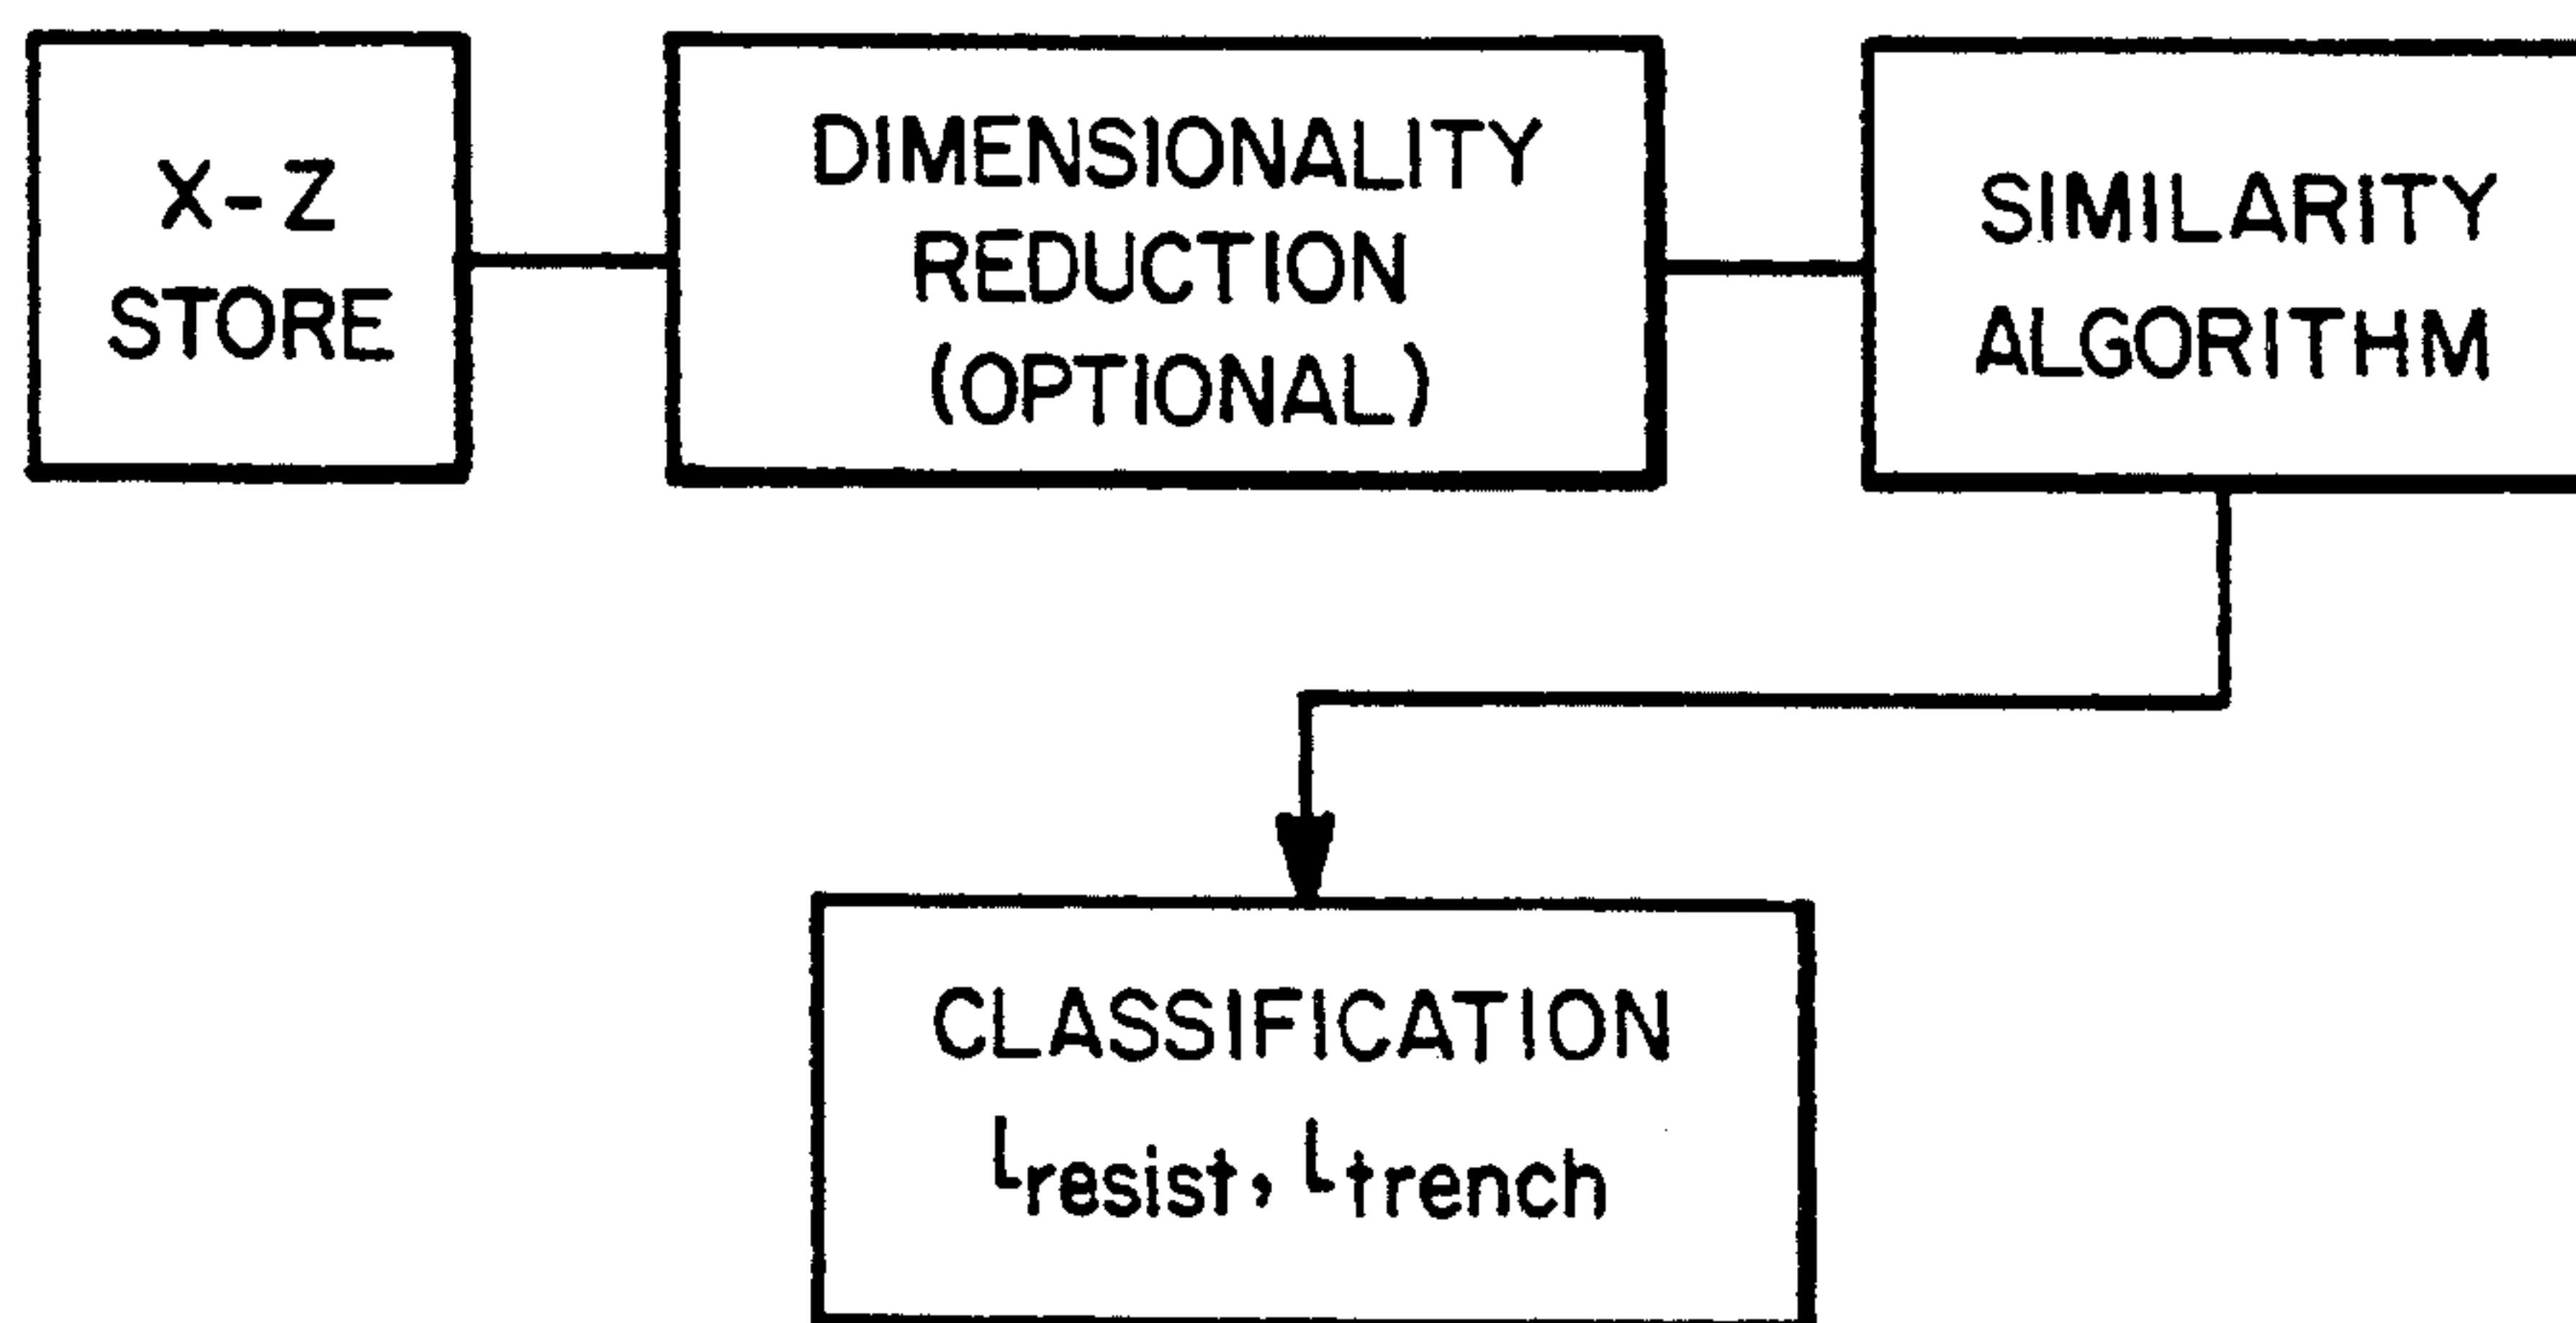 X-Z
STORE
DIMENSIONALITY
REDUCTION
(OPTIONAL)
SIMILARITY
ALGORITHM
CLASSIFICATION
Lresist, Ltrench